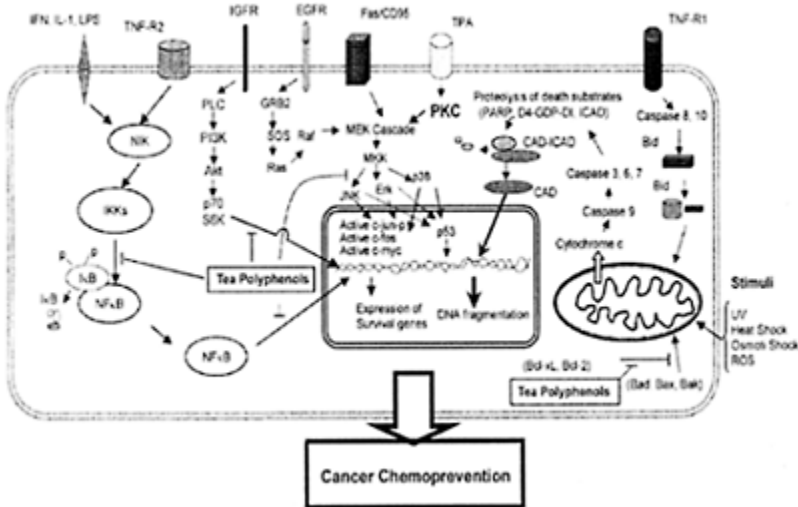 IFN, IL-1, LPS
TNF-R2
IGFR
EGFR
Fas/CD95
TPA
TNF-R1
PLC
GRB2
PKC
Proteolysis of death substrates
(PARP, D4-GDP-DI, ICAD)
Caspase 8, 10
NIK
PI3K
SOS
Raf
MEK Cascade
CAD-ICAD
Bid
Akt
Ras
MKK
p38
Caspase 3, 6, 7
IKKs
p70
S6K
JNK
Erk
CAD
Bid
Caspase 9
Active c-jun-p
Active c-fos
Active c-myc
p53
Cytochrome c
P
P
IκB
NFκB
IκB
Tea Polyphenols
Stimuli
Expression of
Survival genes
DNA fragmentation
UV
Heat Shock
Osmoti Shock
ROS
NFκB
(Bcl-xL, Bcl-2)
Tea Polyphenols
(Bad, Bax, Bak)
Cancer Chemoprevention